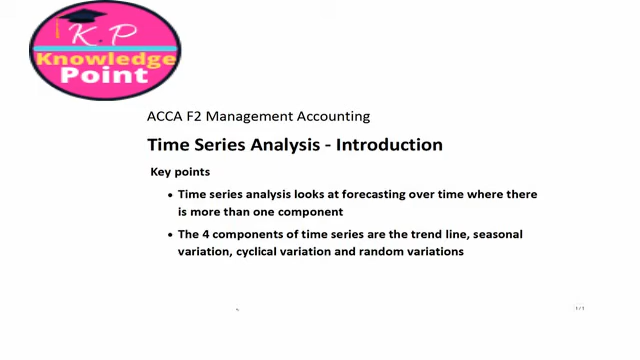 K.P
Knowledge
Point
ACCA F2 Management Accounting
Time Series Analysis - Introduction
Key points
• Time series analysis looks at forecasting over time where there
is more than one component
• The 4 components of time series are the trend line, seasonal
variation, cyclical variation and random variations
1/1